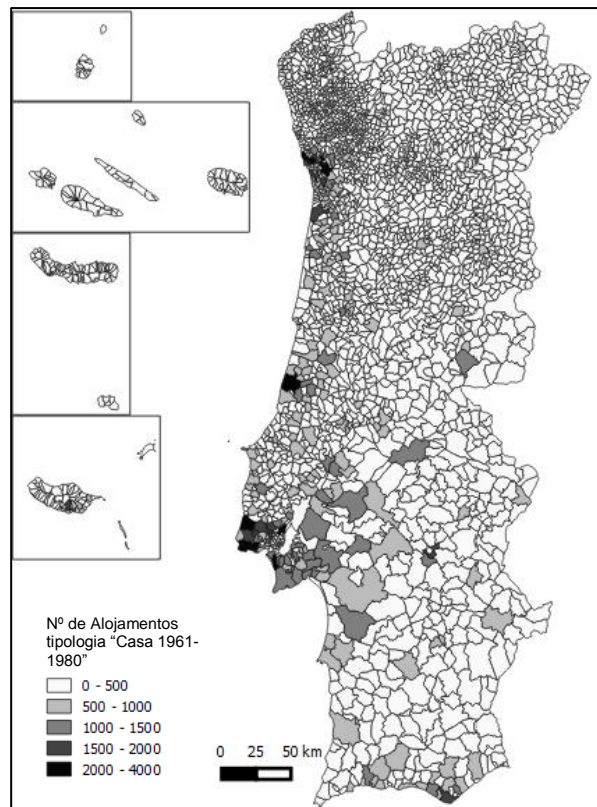 Nº de Alojamentos
tipologia “Casa 1961-
1980”
0 - 500
500 - 1000
1000 - 1500
1500 - 2000
2000 - 4000
0 25 50 km